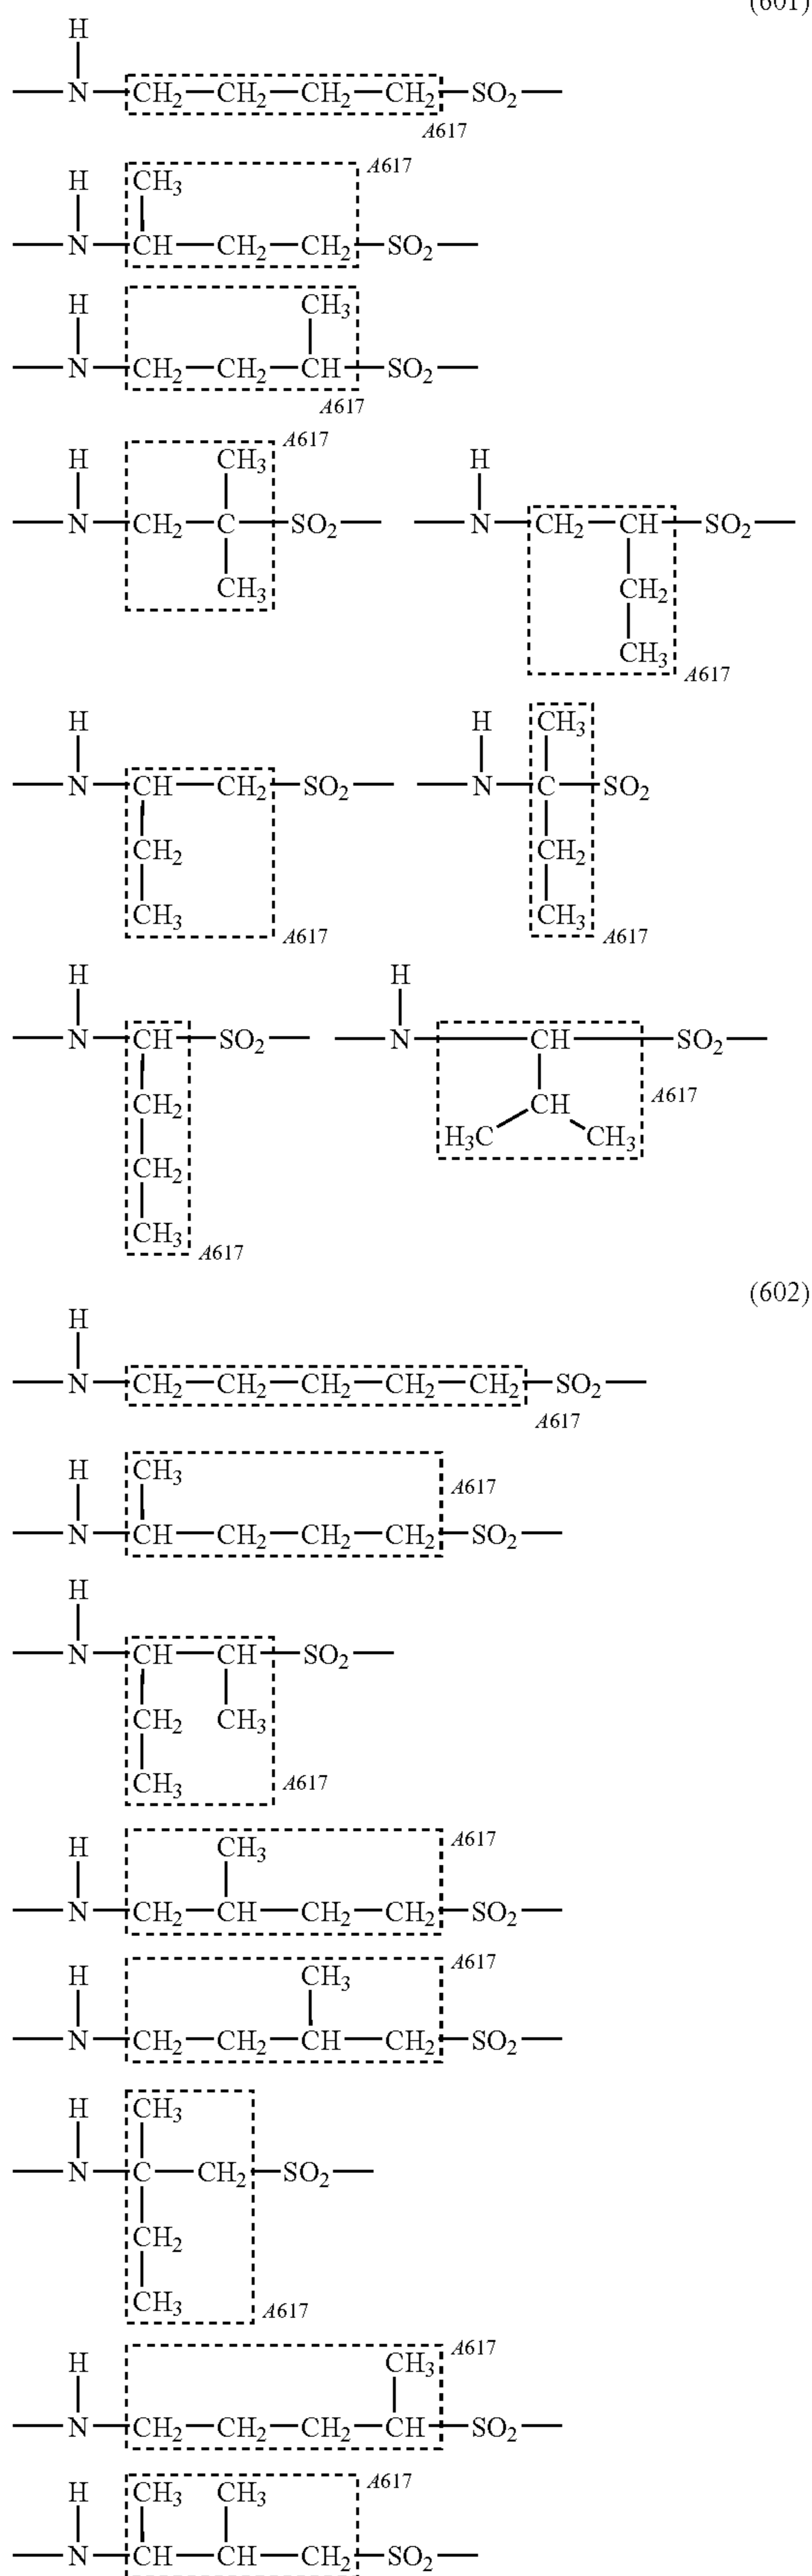 (601)
H
—N—CH₂—CH₂—CH₂—CH₂—SO₂—
A617
A617
H CH₃
—N—CH—CH₂—CH₂—SO₂—
H CH₃
—N—CH₂—CH₂—CH—SO₂—
A617
A617
H CH₃ H
—N—CH₂—C—SO₂— —N—CH₂—CH—SO₂—
CH₃ CH₂
CH₃
A617
H H CH₃
—N—CH—CH₂—SO₂— —N—C—SO₂
CH₂ CH₂
CH₃ CH₃
A617 A617
H H
—N—CH—SO₂— —N—CH—SO₂—
CH₂ CH A617
H₃C CH₃
CH₂
CH₃
A617
(602)
H
—N—CH₂—CH₂—CH₂—CH₂—CH₂—SO₂—
A617
H CH₃ A617
—N—CH—CH₂—CH₂—CH₂—SO₂—
H
—N—CH—CH—SO₂—
CH₂ CH₃
CH₃ A617
H CH₃ A617
—N—CH₂—CH—CH₂—CH₂—SO₂—
A617
H CH₃
—N—CH₂—CH₂—CH—CH₂—SO₂—
H CH₃
—N—C—CH₂—SO₂—
CH₂
CH₃ A617
A617
H CH₃
—N—CH₂—CH₂—CH₂—CH—SO₂—
A617
H CH₃ CH₃
—N—CH—CH—CH₂—SO₂—